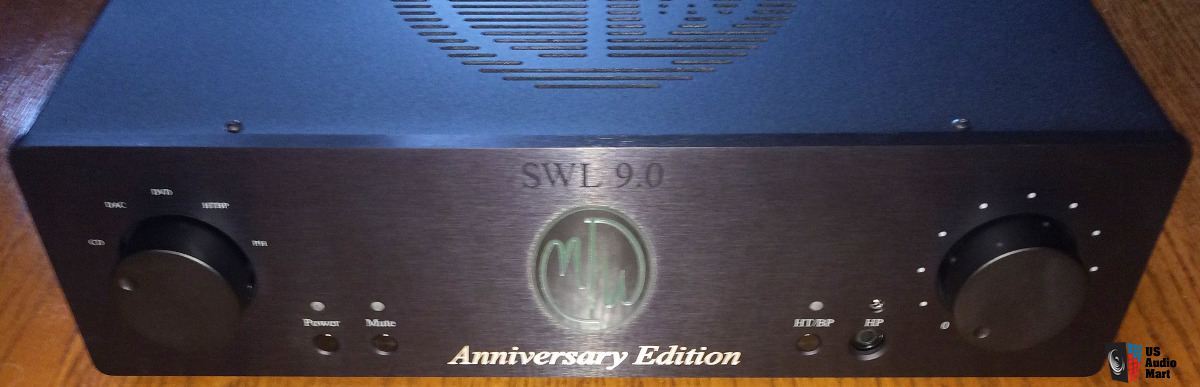 SWL 9.0
DVD
DAC
HT/BP
CD
Power
Mute
HT/BP
HP
0
Anniversary Edition
US
Audio
Mart